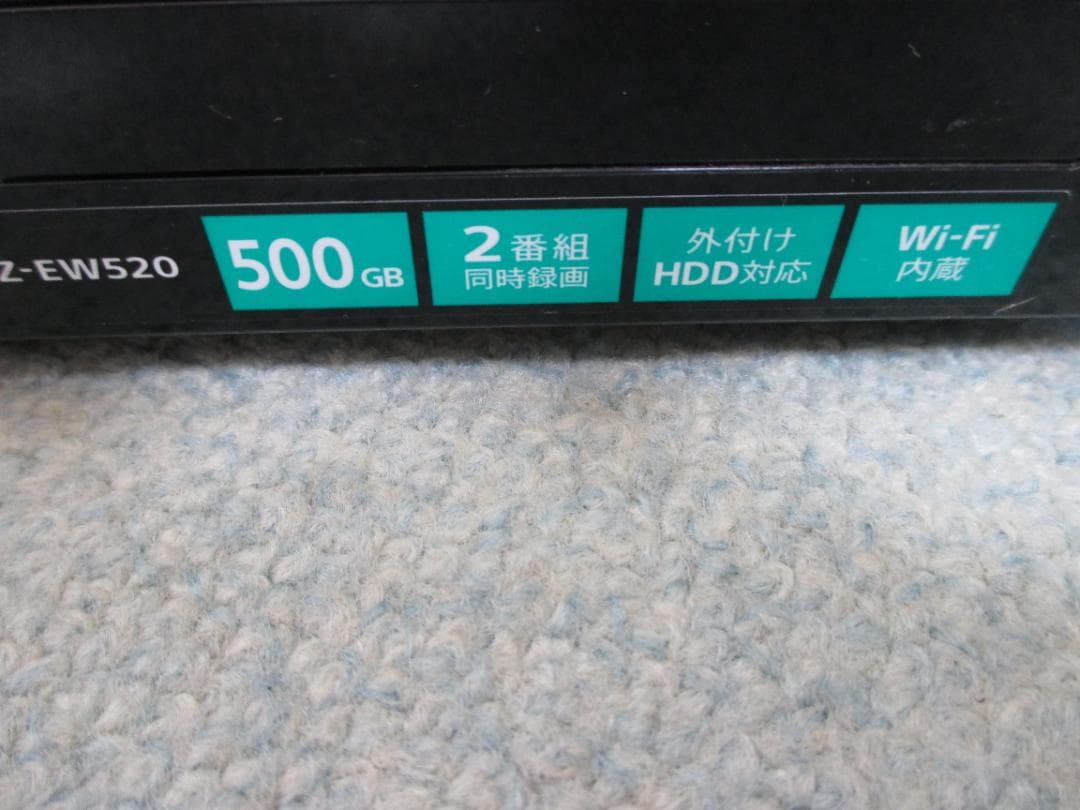 Z-EW520
500GB
2番組
同時録画
外付け
HDD対応
Wi-Fi
内蔵